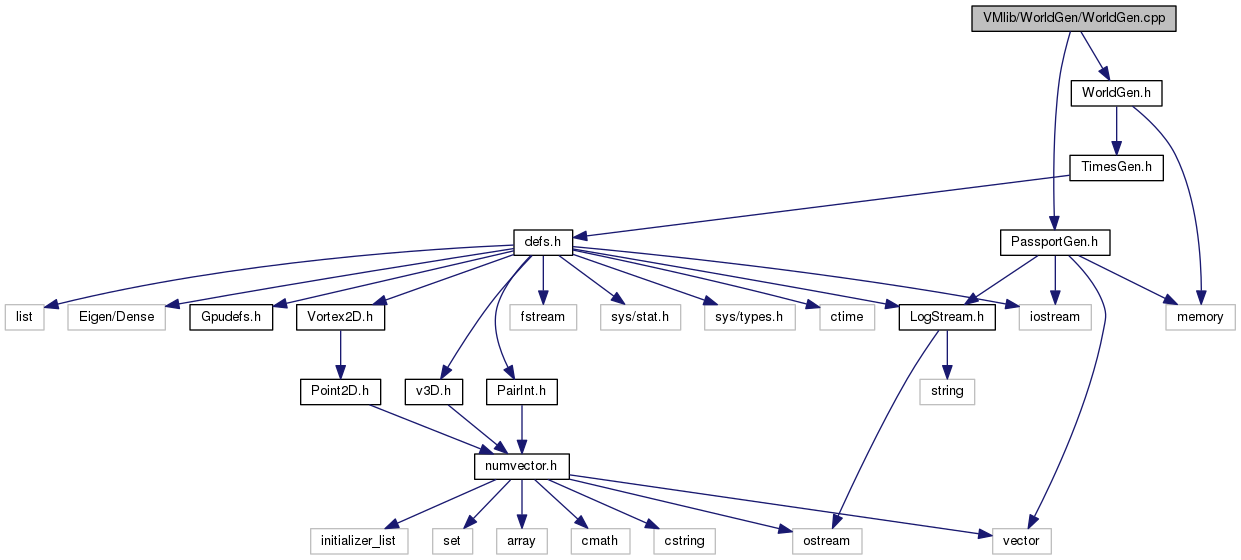 VMlib/WorldGen/WorldGen.cpp
WorldGen.h
TimesGen.h
defs.h
PassportGen.h
list
Eigen/Dense
Gpudefs.h
Vortex2D.h
fstream
sys/stat.h
sys/types.h
ctime
LogStream.h
iostream
memory
Point2D.h
v3D.h
PairInt.h
string
numvector.h
initializer_list
set
array
cmath
cstring
ostream
vector